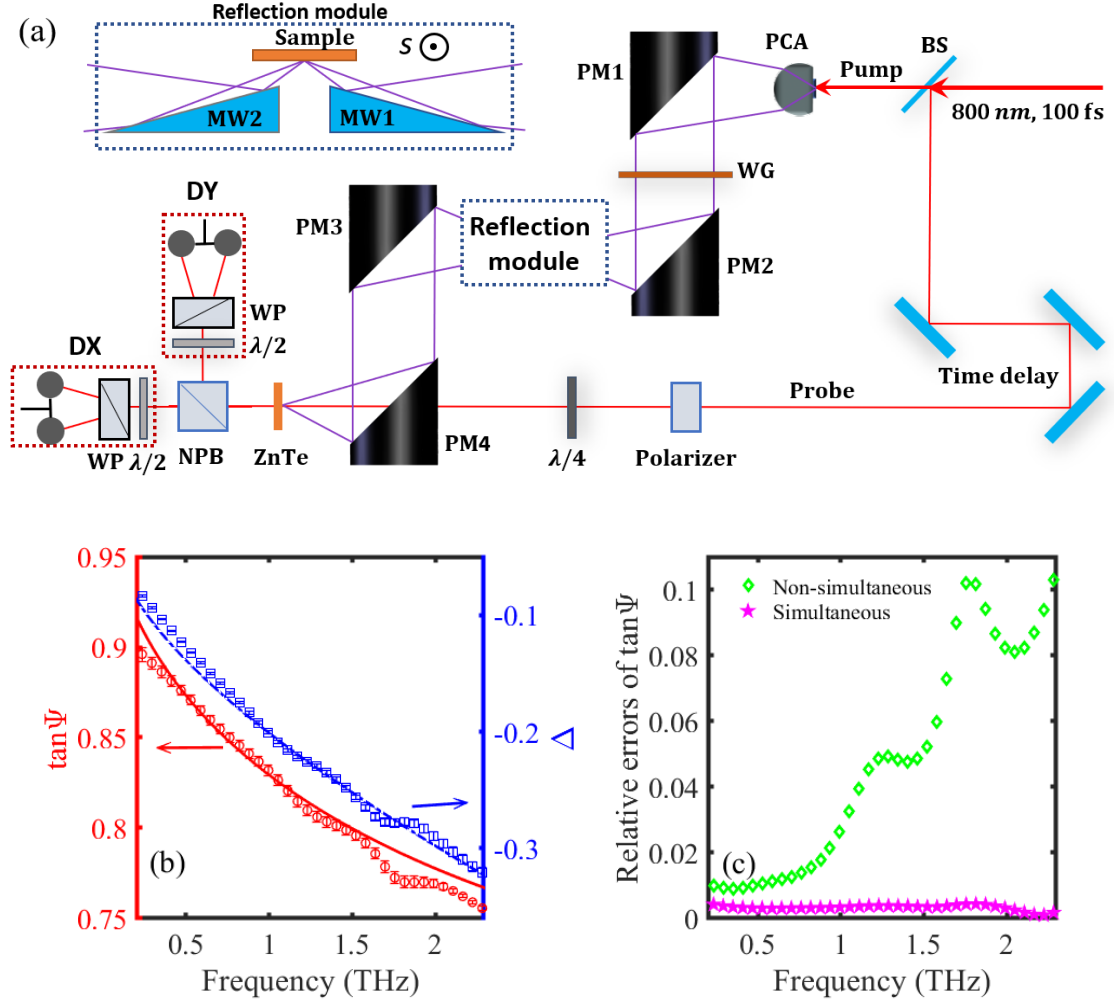 (a)
Reflection module
Sample
S
MW2
MW1
PM1
PCA
BS
Pump
800 nm, 100 fs
WG
DY
PM3
Reflection
module
PM2
WP
λ/2
DX
Time delay
Probe
WP λ/2
NPB
ZnTe
PM4
λ/4
Polarizer
0.95
0.9
0.85
0.8
0.75
tanΨ
-0.1
-0.2
-0.3
Δ
(b)
0.5
1
1.5
2
Frequency (THz)
0.1
0.08
0.06
0.04
0.02
0
Relative errors of tanΨ
Non-simultaneous
Simultaneous
(c)
0.5
1
1.5
2
Frequency (THz)